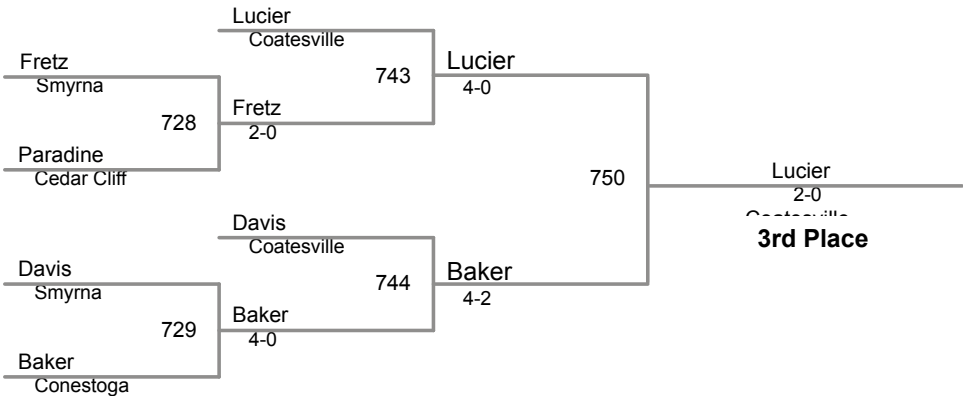 Lucier
Coatesville
Fretz
Smyrna
743
Lucier
4-0
728
Fretz
2-0
Paradine
Cedar Cliff
750
Lucier
2-0
Coatesville
3rd Place
Davis
Coatesville
Davis
Smyrna
744
Baker
4-2
729
Baker
4-0
Baker
Conestoga